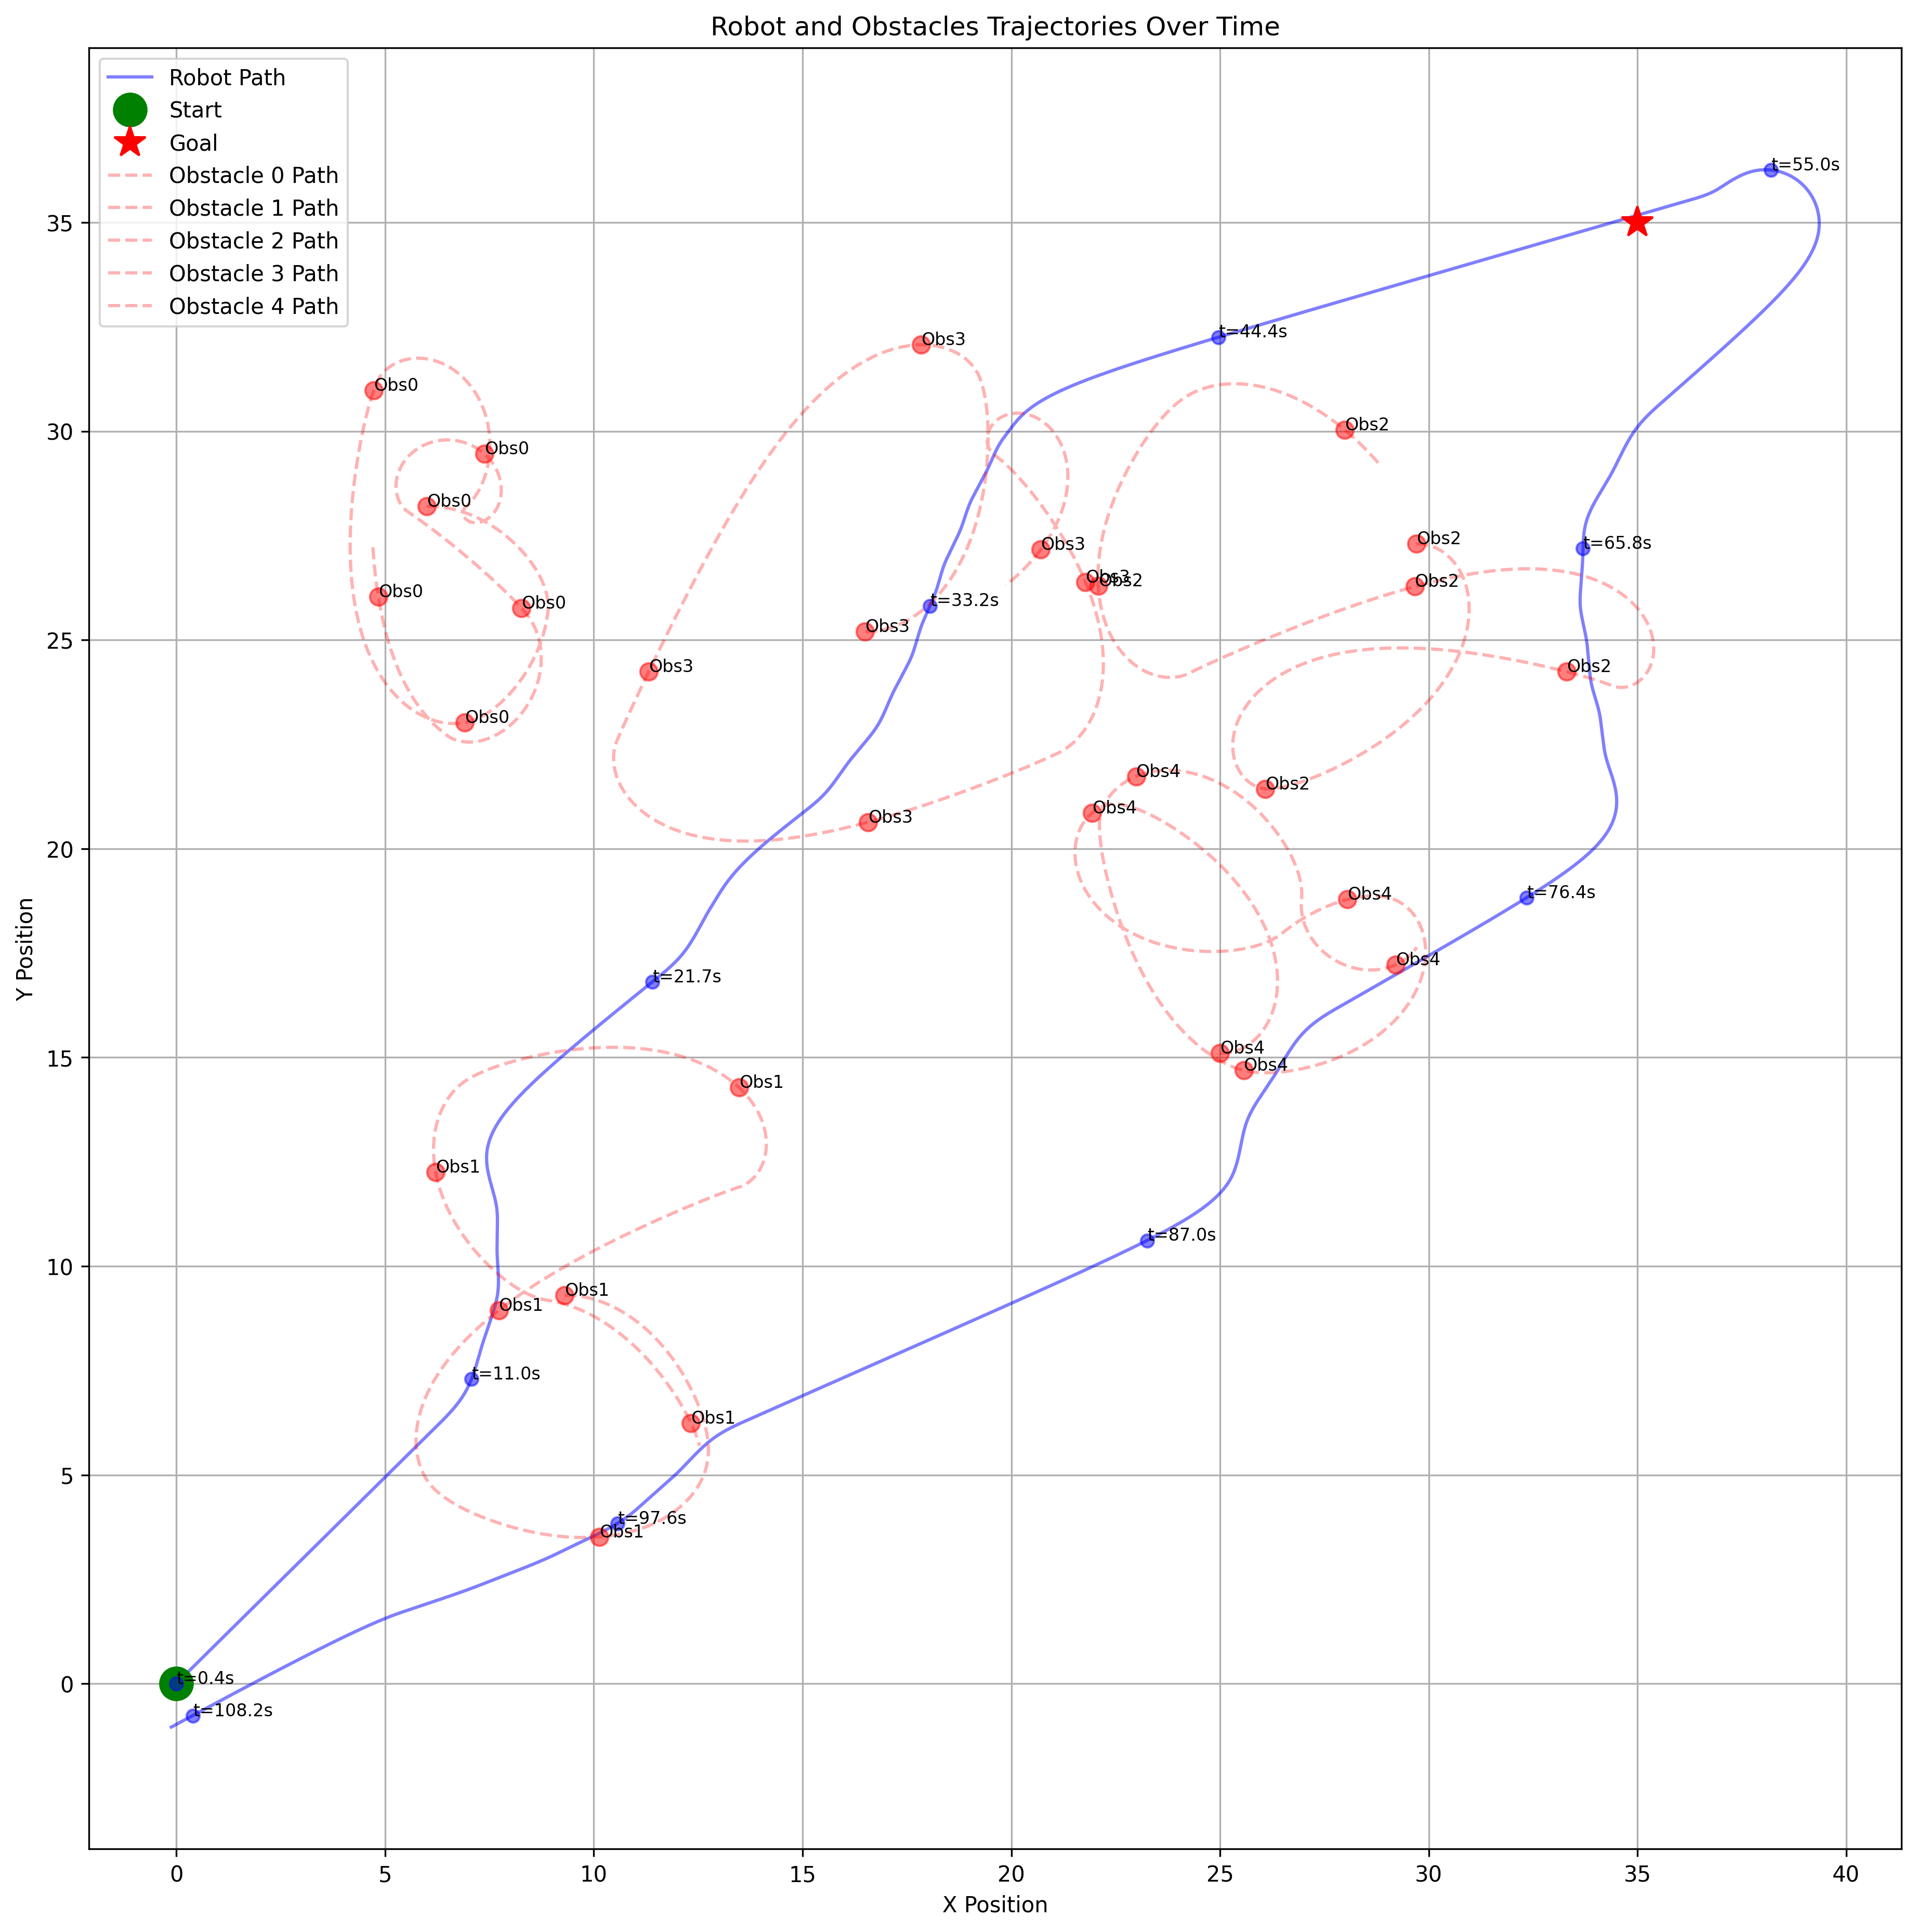 Robot and Obstacles Trajectories Over Time
Robot Path
Start
Goal
Obstacle 0 Path
Obstacle 1 Path
Obstacle 2 Path
Obstacle 3 Path
Obstacle 4 Path
t=55.0s
35
t=44.4s
Obs3
Obs0
Obs2
30
Obs0
Obs0
Obs3
Obs2
t=65.8s
Obs3
Obs2
Obs2
Obs0
Obs0
t=33.2s
Obs3
25
Obs3
Obs2
Obs0
Obs4
Obs2
Obs4
Obs3
20
Obs4
t=76.4s
Obs4
t=21.7s
15
Obs4
Obs4
Obs1
Obs1
t=87.0s
10
Obs1
Obs1
t=11.0s
Obs1
5
t=97.6s
Obs1
t=0.4s
0
t=108.2s
0 5 10 15 20 25 30 35 40
X Position
Y Position